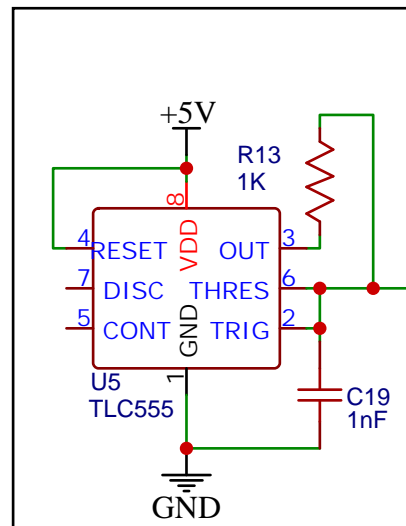 +5V
R13
1K
8
4
RESET
VDD
OUT
3
7
DISC
THRES
6
5
CONT
GND
TRIG
2
1
U5
TLC555
C19
1nF
GND